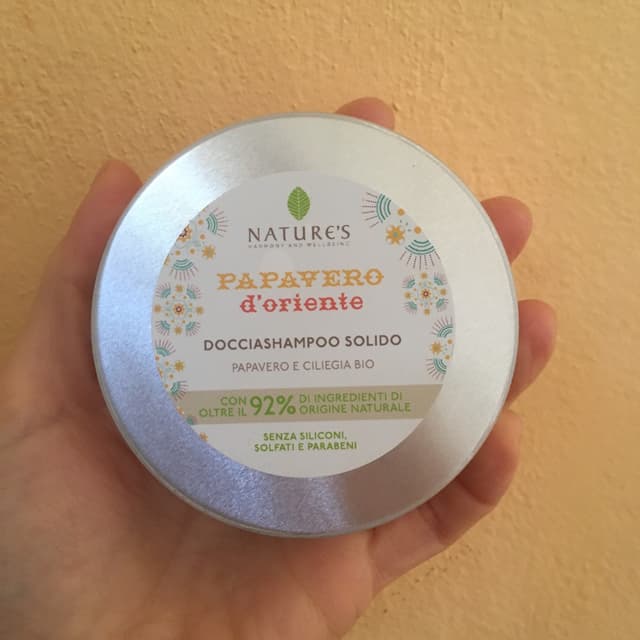 NATURE'S
HARMONY AND WELLBEING
PAPAVERO
d'oriente
DOCCIASHAMPOO SOLIDO
PAPAVERO E CILIEGIA BIO
CON OLTRE IL 92% DI INGREDIENTI DI ORIGINE NATURALE
SENZA SILICONI,
SOLFATI E PARABENI